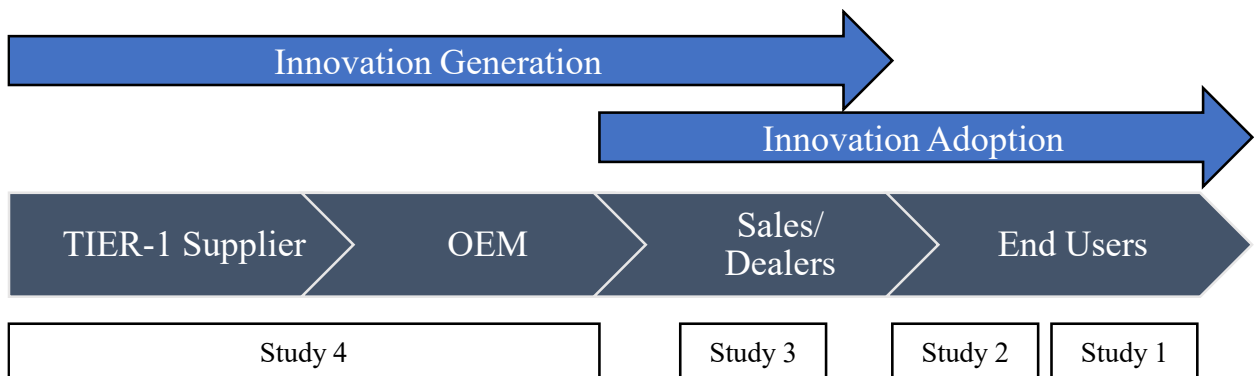 Innovation Generation
Innovation Adoption
TIER-1 Supplier
OEM
Sales/
Dealers
End Users
Study 4
Study 3
Study 2
Study 1